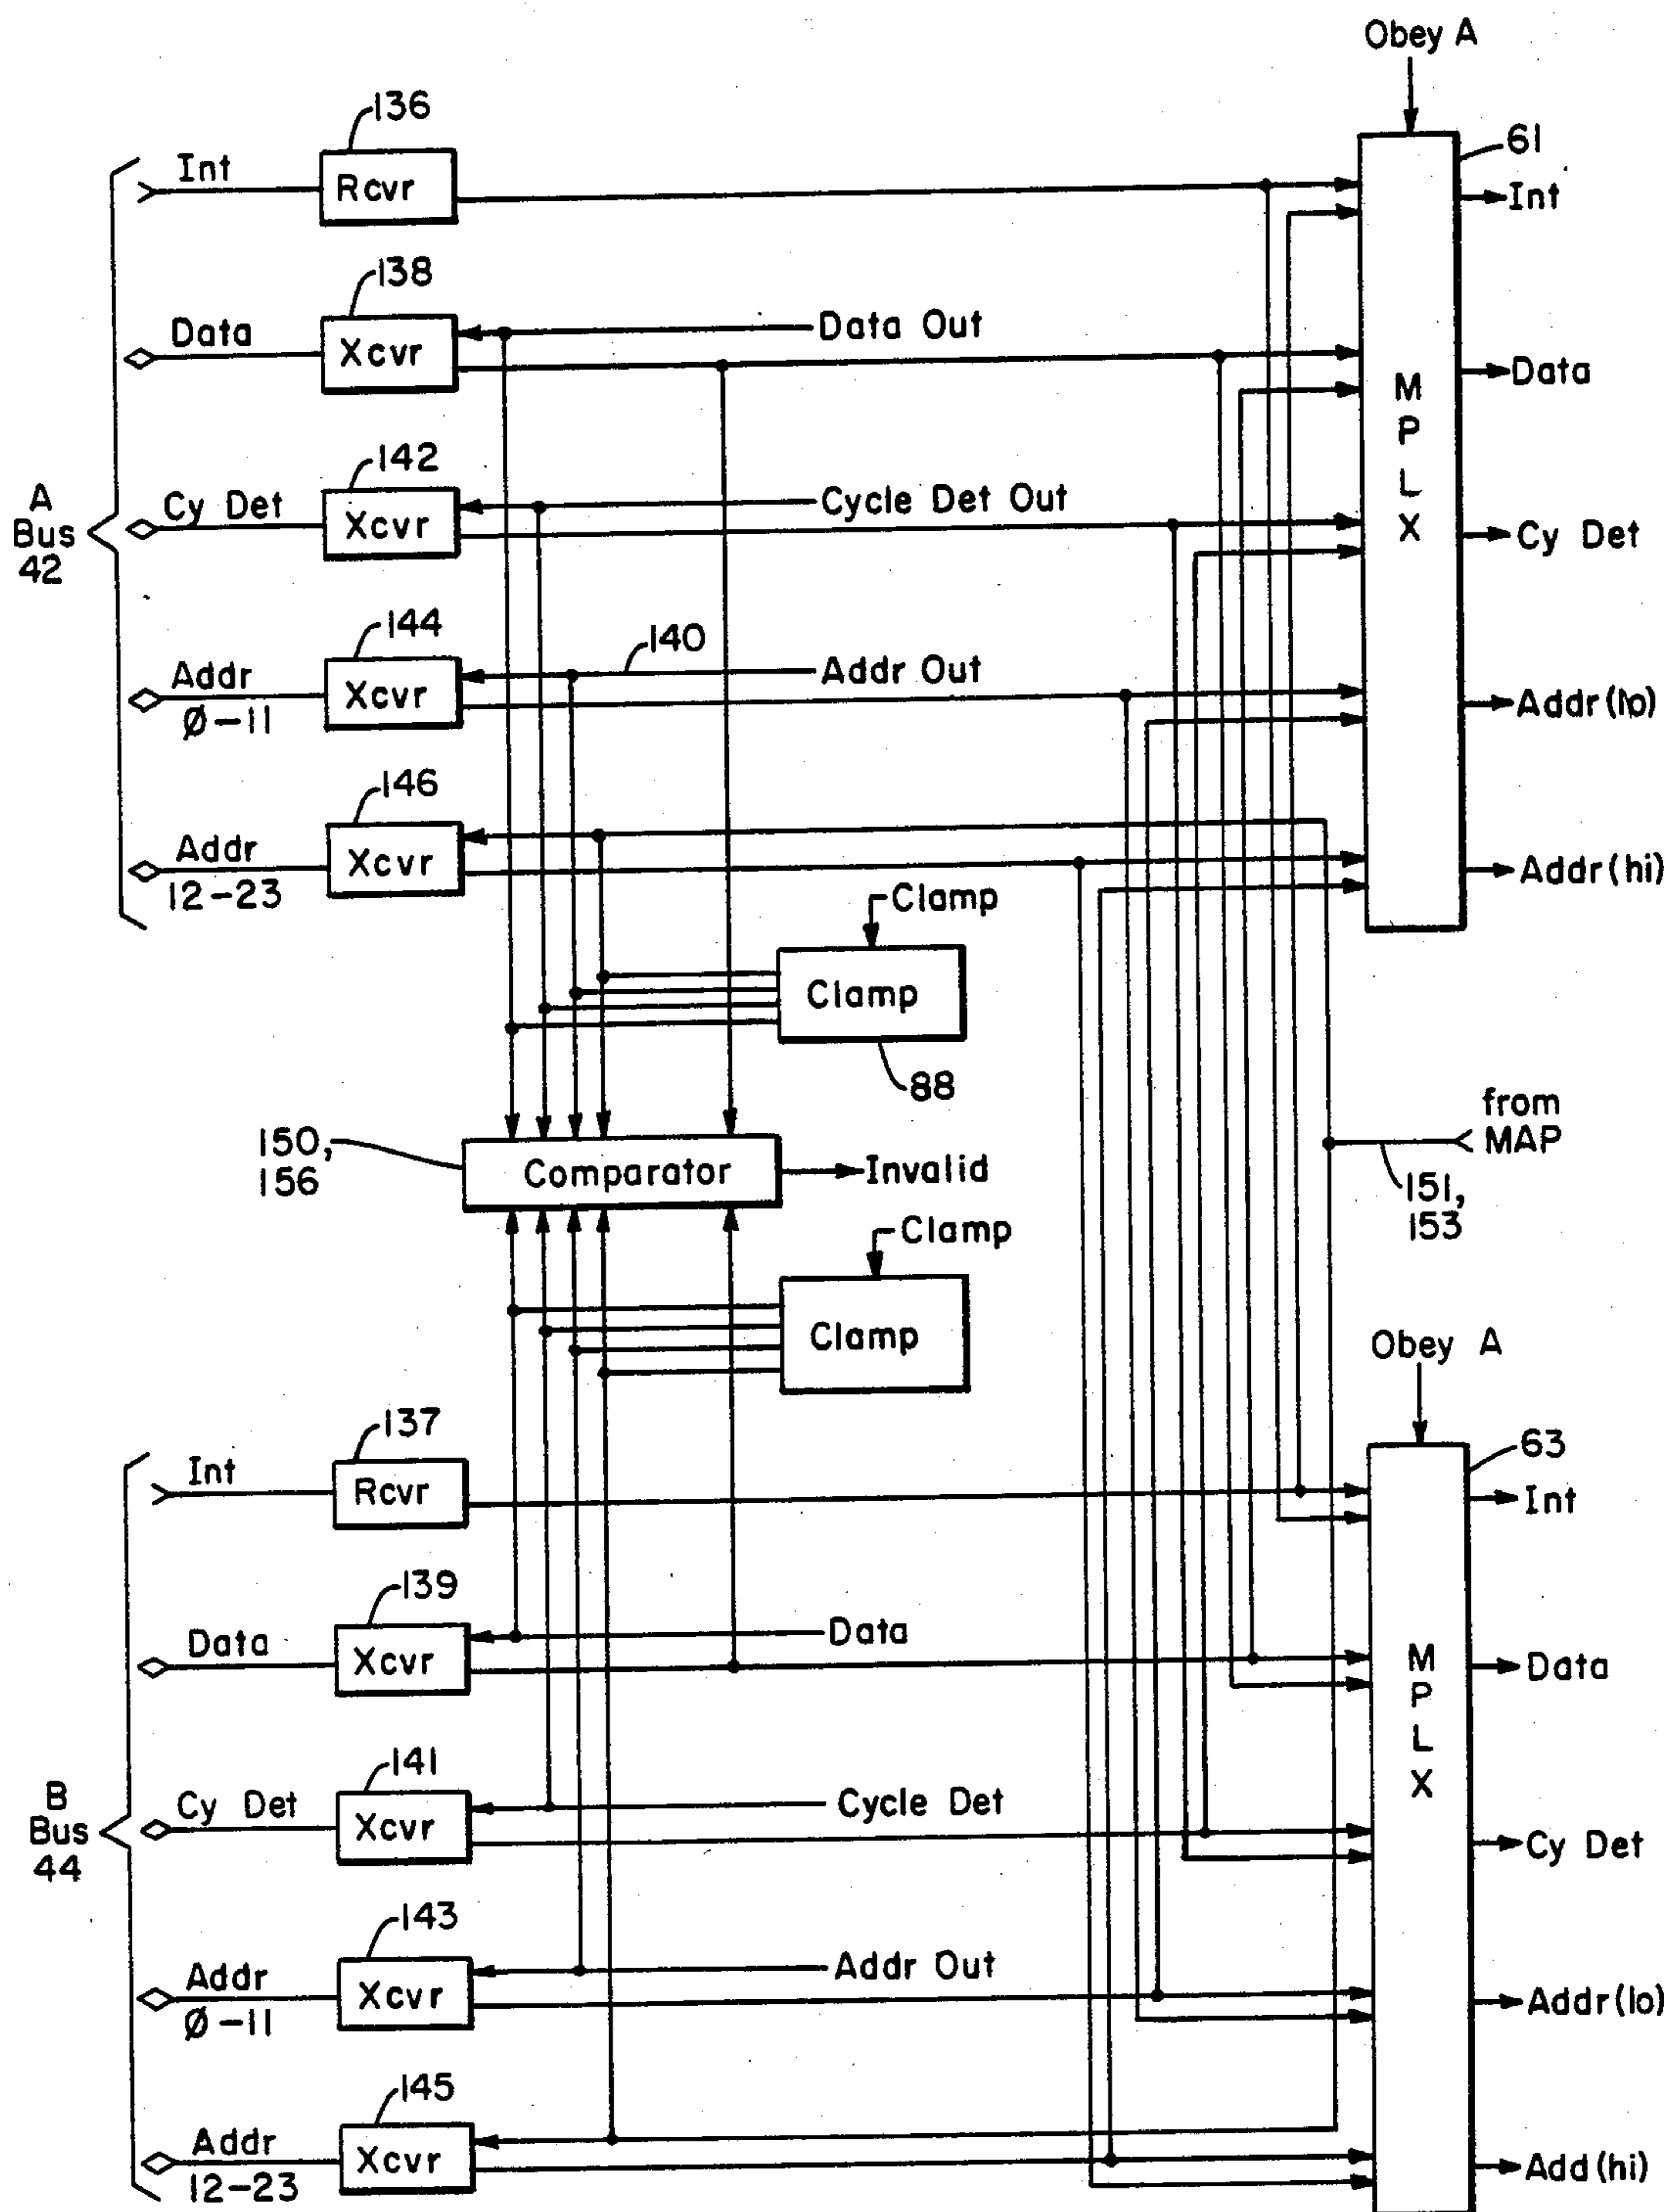 Obey A
136
61
Int
Rcvr
Int
138
Data
Xcvr
Data Out
Data
M
P
L
X
142
Cy Det
Xcvr
Cycle Det Out
Cy Det
A
Bus
42
144
140
Addr
Ø-11
Xcvr
Addr Out
Addr(lo)
146
Addr
12-23
Xcvr
Addr(hi)
Clamp
Clamp
88
from
MAP
150,
156
Comparator
Invalid
151,
153
Clamp
Clamp
Obey A
137
63
Int
Rcvr
Int
139
Data
Xcvr
Data
Data
M
P
L
X
141
Cy Det
Xcvr
Cycle Det
Cy Det
B
Bus
44
143
Addr
Ø-11
Xcvr
Addr Out
Addr(lo)
145
Addr
12-23
Xcvr
Add(hi)